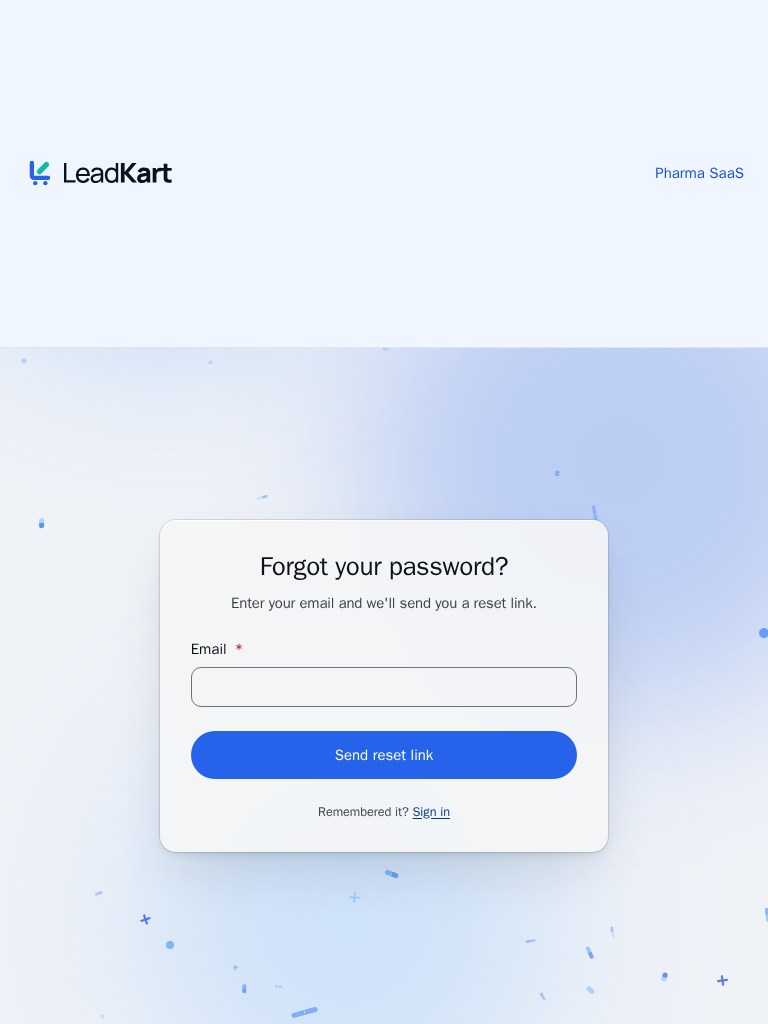 LeadKart
Pharma SaaS
Forgot your password?
Enter your email and we'll send you a reset link.
Email *
Send reset link
Remembered it? Sign in